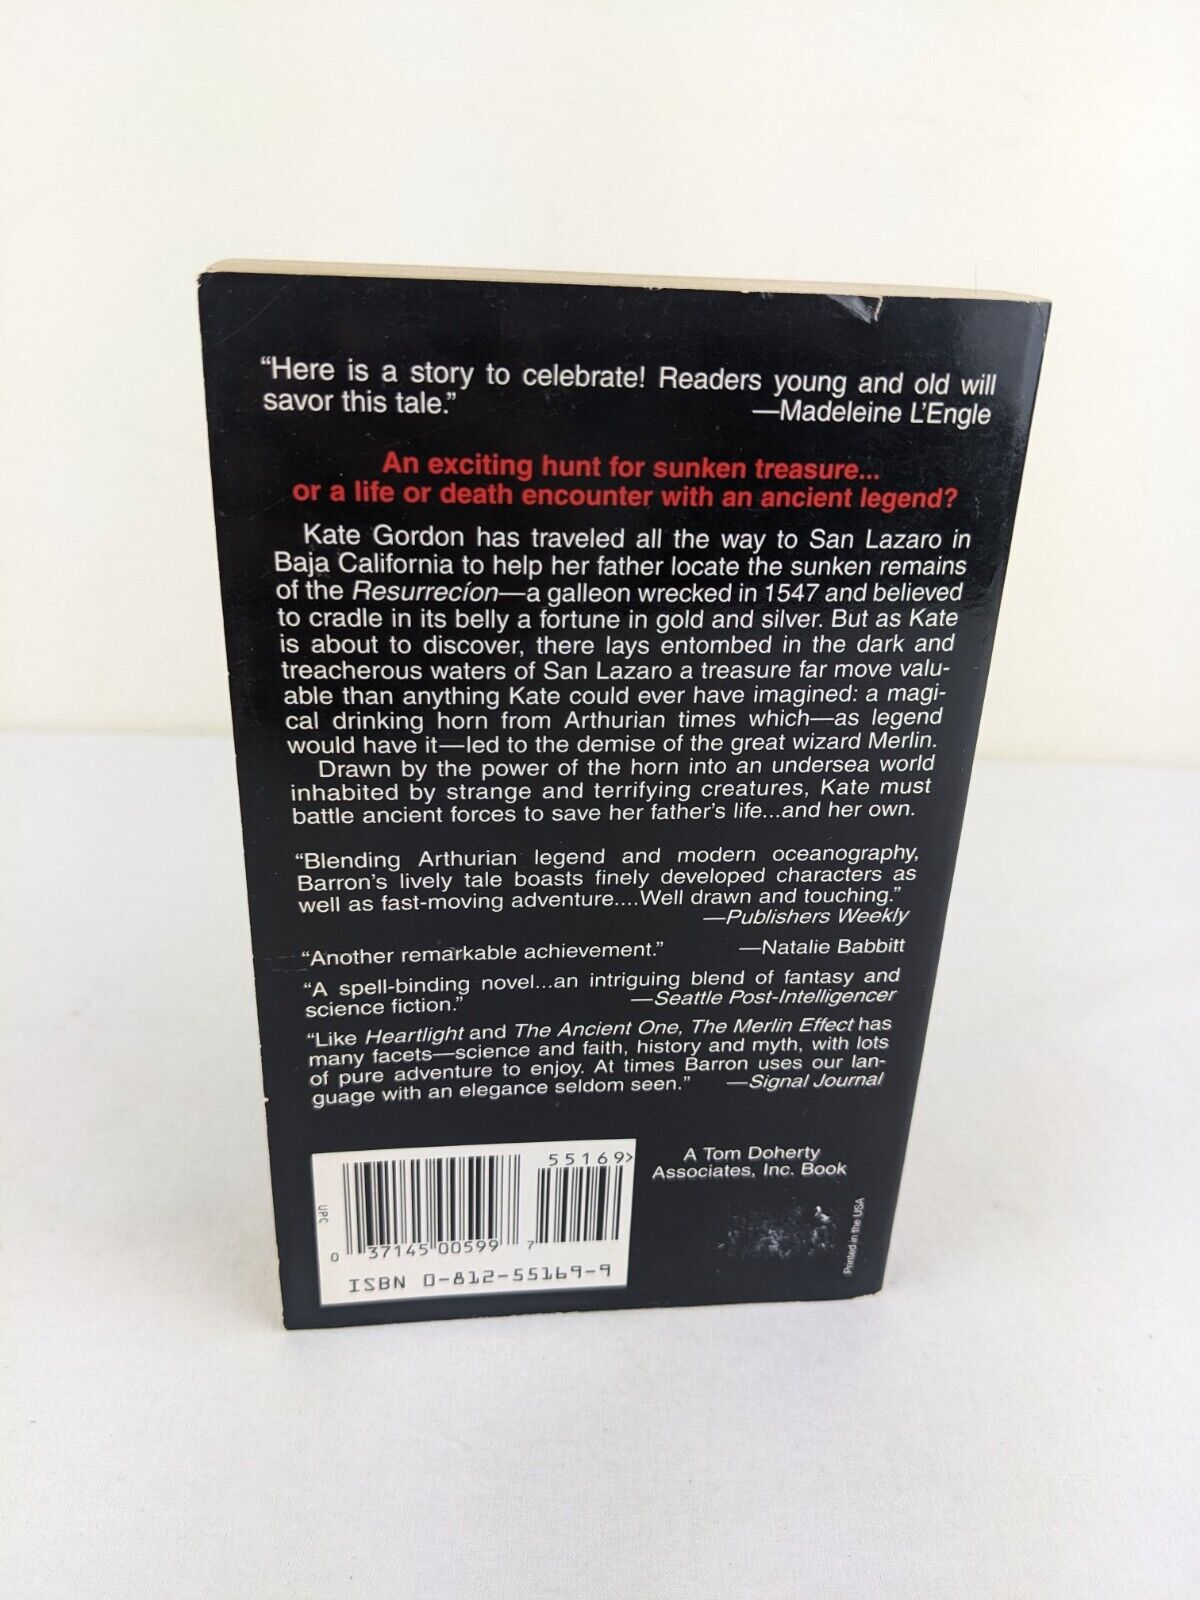 “Here is a story to celebrate! Readers young and old will
savor this tale.” —Madeleine L’Engle
An exciting hunt for sunken treasure...
or a life or death encounter with an ancient legend?
Kate Gordon has traveled all the way to San Lazaro in
Baja California to help her father locate the sunken remains
of the Resurrecíon—a galleon wrecked in 1547 and believed
to cradle in its belly a fortune in gold and silver. But as Kate
is about to discover, there lays entombed in the dark and
treacherous waters of San Lazaro a treasure far move valu-
able than anything Kate could ever have imagined: a magi-
cal drinking horn from Arthurian times which—as legend
would have it—led to the demise of the great wizard Merlin.
Drawn by the power of the horn into an undersea world
inhabited by strange and terrifying creatures, Kate must
battle ancient forces to save her father’s life...and her own.
“Blending Arthurian legend and modern oceanography,
Barron’s lively tale boasts finely developed characters as
well as fast-moving adventure....Well drawn and touching.”
—Publishers Weekly
“Another remarkable achievement.” —Natalie Babbitt
“A spell-binding novel...an intriguing blend of fantasy and
science fiction.” —Seattle Post-Intelligencer
“Like Heartlight and The Ancient One, The Merlin Effect has
many facets—science and faith, history and myth, with lots
of pure adventure to enjoy. At times Barron uses our lan-
guage with an elegance seldom seen.” —Signal Journal
A Tom Doherty
Associates, Inc. Book
55169>
UPC
0 37145 00599 7
ISBN 0-812-55169-9
Printed in the USA